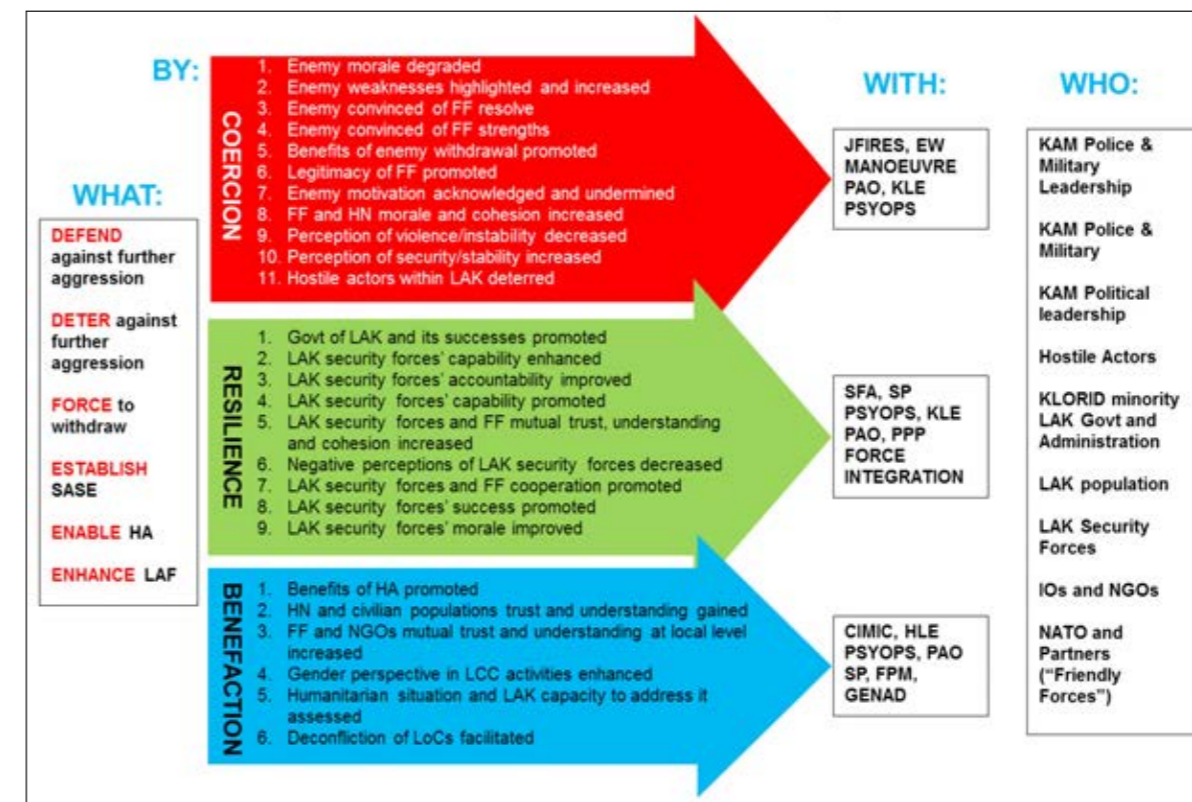 BY:
COERCION
1. Enemy morale degraded
2. Enemy weaknesses highlighted and increased
3. Enemy convinced of FF resolve
4. Enemy convinced of FF strengths
5. Benefits of enemy withdrawal promoted
6. Legitimacy of FF promoted
7. Enemy motivation acknowledged and undermined
8. FF and HN morale and cohesion increased
9. Perception of violence/instability decreased
10. Perception of security/stability increased
11. Hostile actors within LAK deterred
WHAT:
DEFEND
against further
aggression
DETER against
further
aggression
FORCE to
withdraw
ESTABLISH
SASE
ENABLE HA
ENHANCE LAF
RESILIENCE
1. Govt of LAK and its successes promoted
2. LAK security forces' capability enhanced
3. LAK security forces' accountability improved
4. LAK security forces' capability promoted
5. LAK security forces and FF mutual trust, understanding
and cohesion increased
6. Negative perceptions of LAK security forces decreased
7. LAK security forces and FF cooperation promoted
8. LAK security forces' success promoted
9. LAK security forces' morale improved
BENEFACTION
1. Benefits of HA promoted
2. HN and civilian populations trust and understanding gained
3. FF and NGOs mutual trust and understanding at local level
increased
4. Gender perspective in LCC activities enhanced
5. Humanitarian situation and LAK capacity to address it
assessed
6. Deconfliction of LoCs facilitated
WITH:
JFIRES, EW
MANOEUVRE
PAO, KLE
PSYOPS
SFA, SP
PSYOPS, KLE
PAO, PPP
FORCE
INTEGRATION
CIMIC, HLE
PSYOPS, PAO
SP, FPM,
GENAD
WHO:
KAM Police &
Military
Leadership
KAM Police &
Military
KAM Political
leadership
Hostile Actors
KLORID minority
LAK Govt and
Administration
LAK population
LAK Security
Forces
IOs and NGOs
NATO and
Partners
("Friendly
Forces")